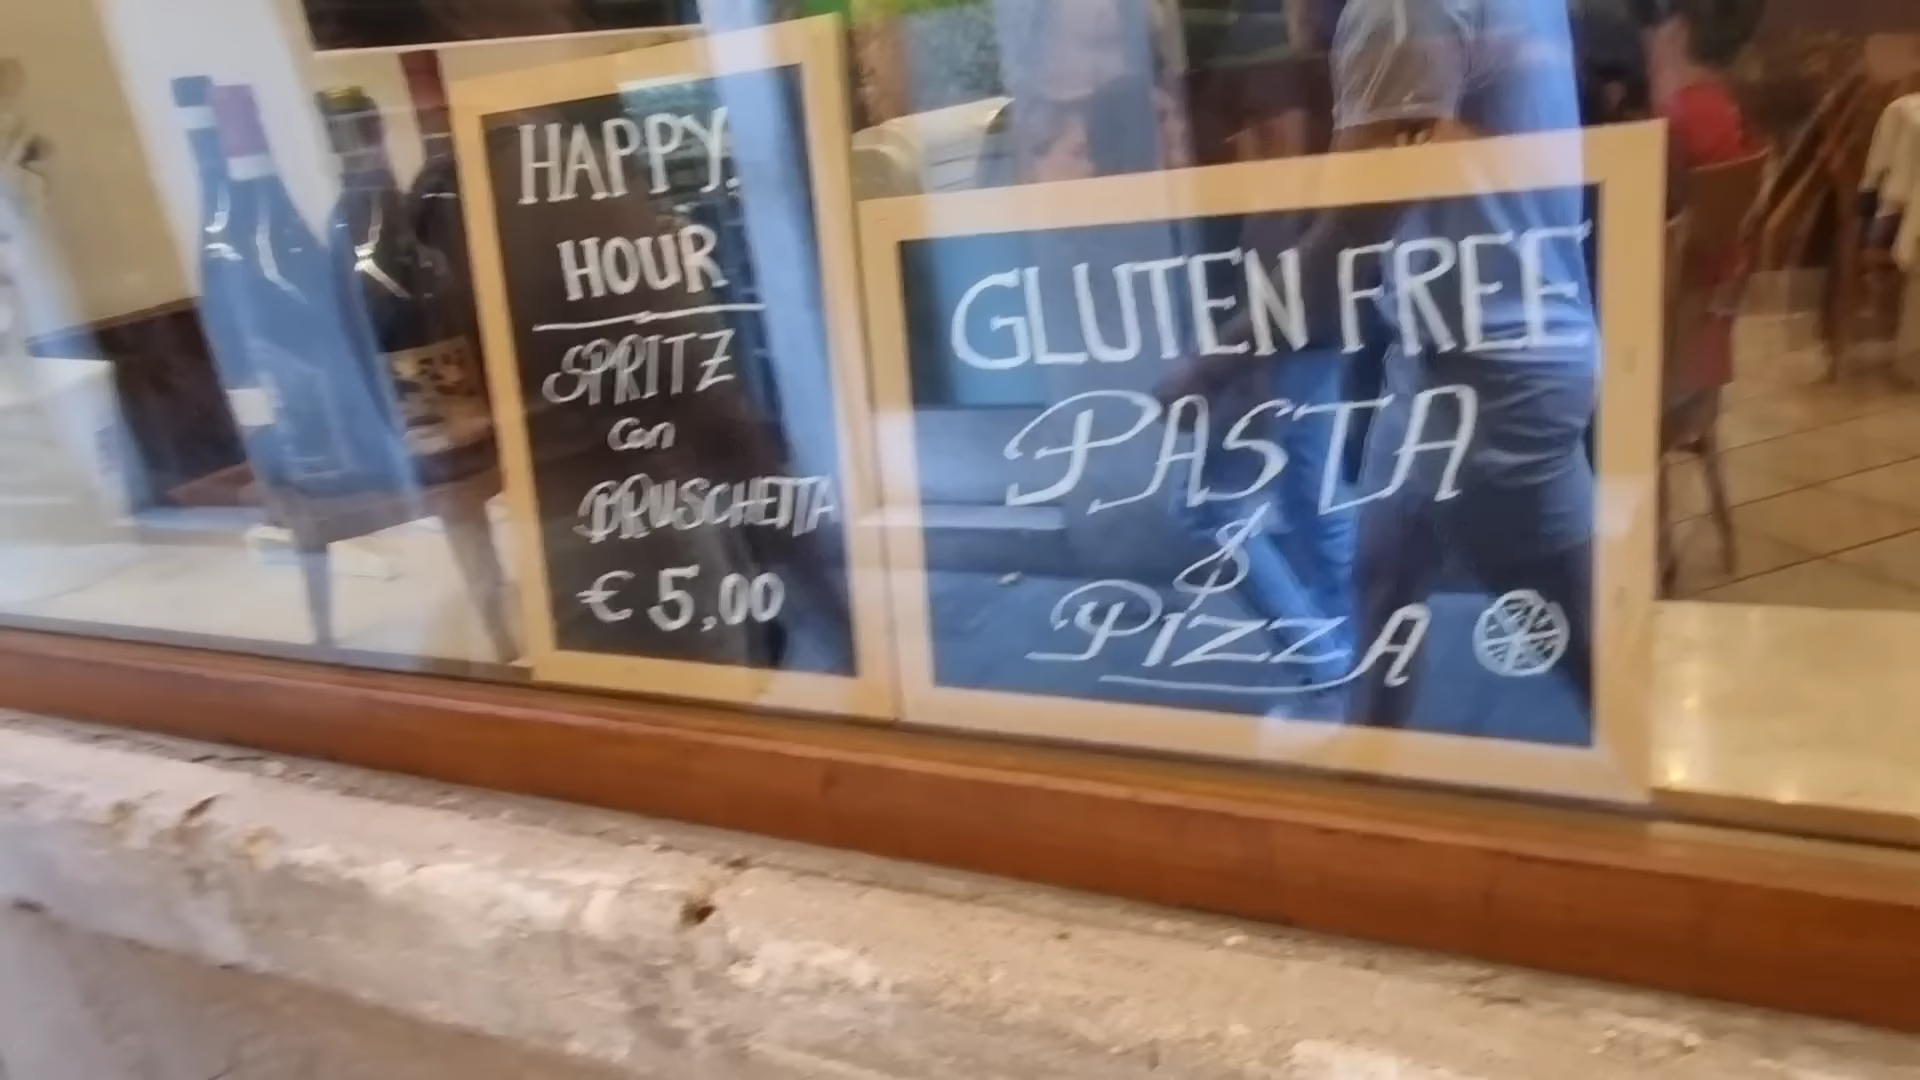 HAPPY
HOUR
SPRITZ
con
BRUSCHETTA
€ 5,00
GLUTEN FREE
PASTA
&
PIZZA